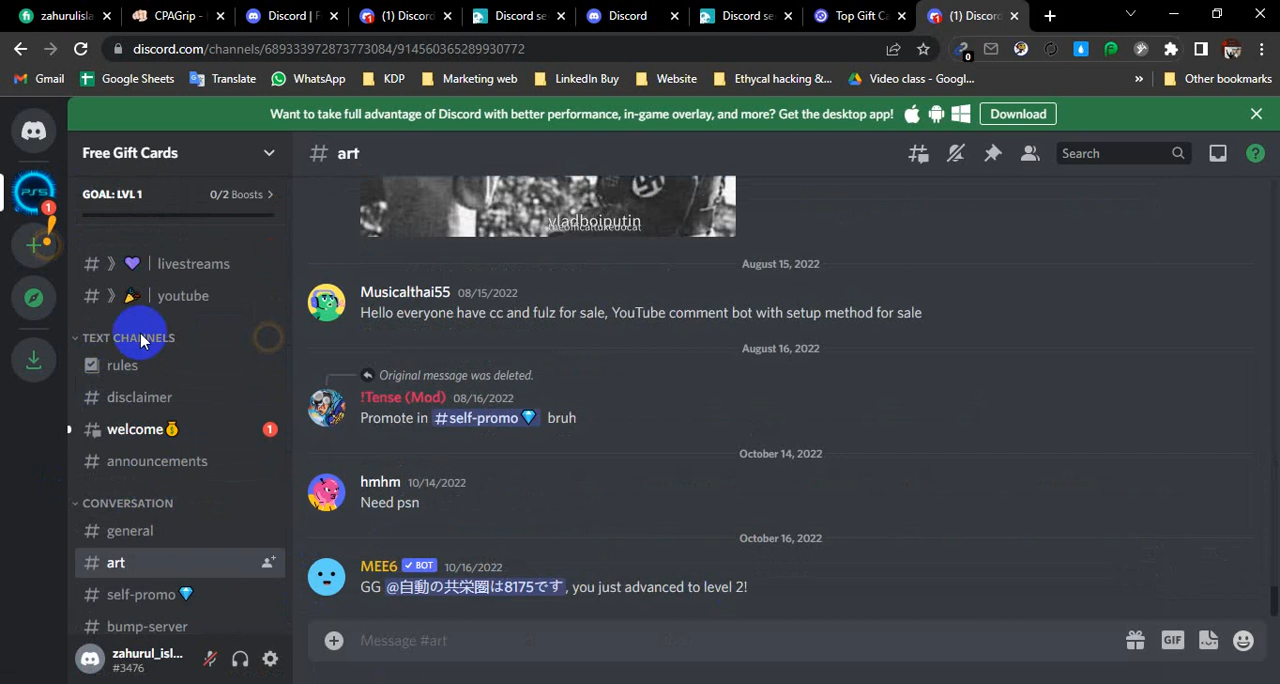 zahurulislam
CPAGrip -
Discord | F
(1) Discord
Discord se
Discord
Discord se
Top Gift Ca
(1) Discord
discord.com/channels/689333972873773084/914560365289930772
0
Gmail
Google Sheets
Translate
WhatsApp
KDP
Marketing web
LinkedIn Buy
Website
Ethycal hacking &...
Video class - Goog...
»
Other bookmarks
Want to take full advantage of Discord with better performance, in-game overlay, and more? Get the desktop app!
Download
Free Gift Cards
# art
Search
PS5
1
GOAL: LVL 1
0/2 Boosts >
# 》💜 | livestreams
# 》🎉 | youtube
TEXT CHANNELS
rules
# disclaimer
# welcome💰
1
# announcements
CONVERSATION
# general
# art
# self-promo💎
# bump-server
zahurul_isl...
#3476
vladboiputin
August 15, 2022
Musicalthai55 08/15/2022
Hello everyone have cc and fulz for sale, YouTube comment bot with setup method for sale
August 16, 2022
Original message was deleted.
!Tense (Mod) 08/16/2022
Promote in #self-promo💎 bruh
October 14, 2022
hmhm 10/14/2022
Need psn
October 16, 2022
MEE6 ✓ BOT 10/16/2022
GG @自動の共栄圏は8175です, you just advanced to level 2!
Message #art
GIF